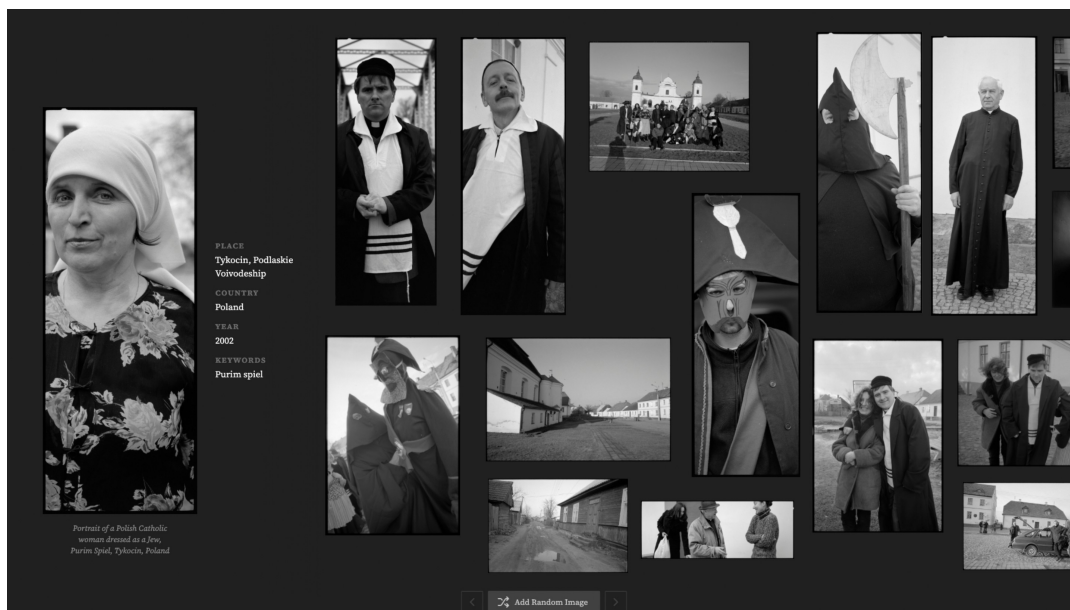 PLACE
Tykocin, Podlaskie
Voivodeship
COUNTRY
Poland
YEAR
2002
KEYWORDS
Purim spiel
Portrait of a Polish Catholic
woman dressed as a Jew,
Purim Spiel, Tykocin, Poland
Add Random Image